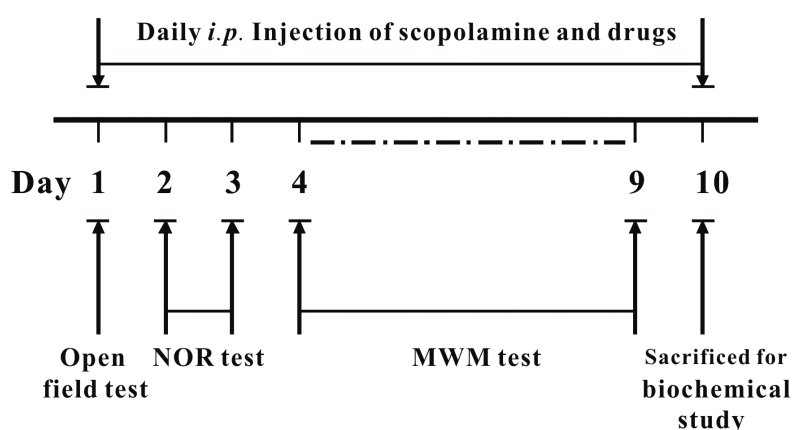 Daily i.p. Injection of scopolamine and drugs
Day 1 2 3 4 9 10
Open
field test
NOR test
MWM test
Sacrificed for
biochemical
study